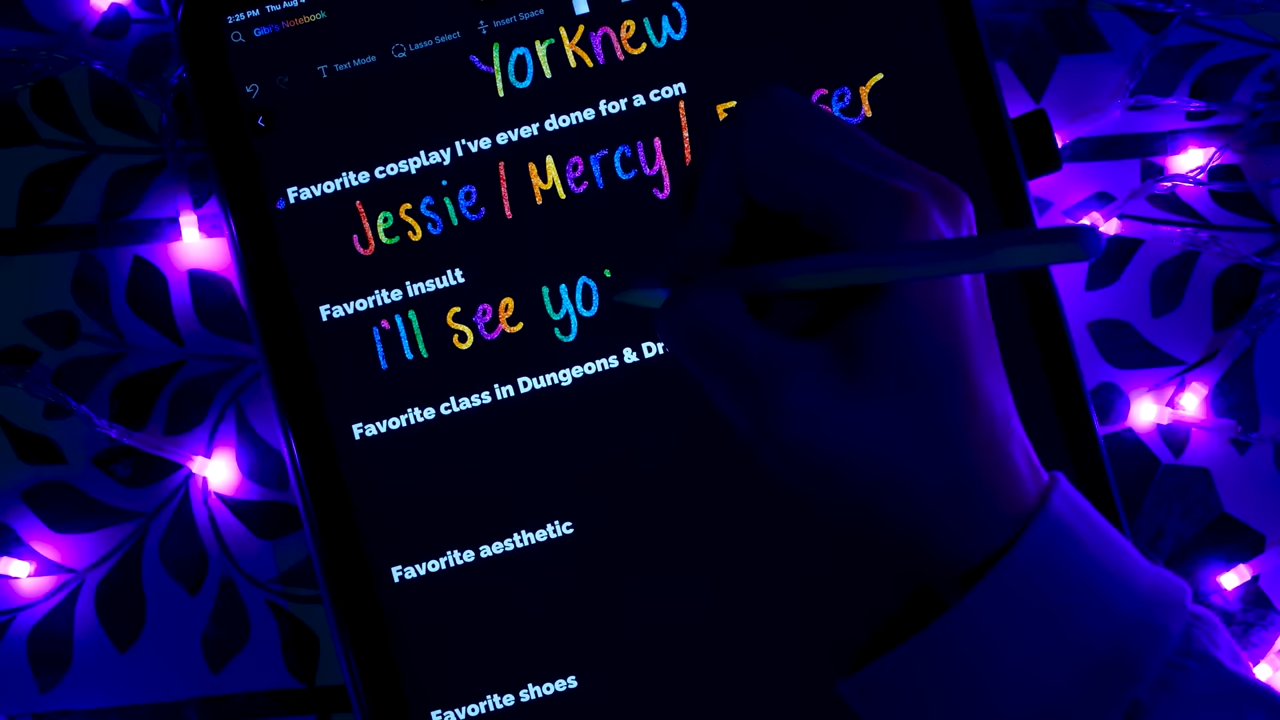 2:25 PM Thu Aug 4
Gibi's Notebook
Text Mode Lasso Select Insert Space
Yorknew
Favorite cosplay I've ever done for a con
Jessie / Mercy /
Favorite insult
I'll see yo
Favorite class in Dungeons &
Favorite aesthetic
Favorite shoes